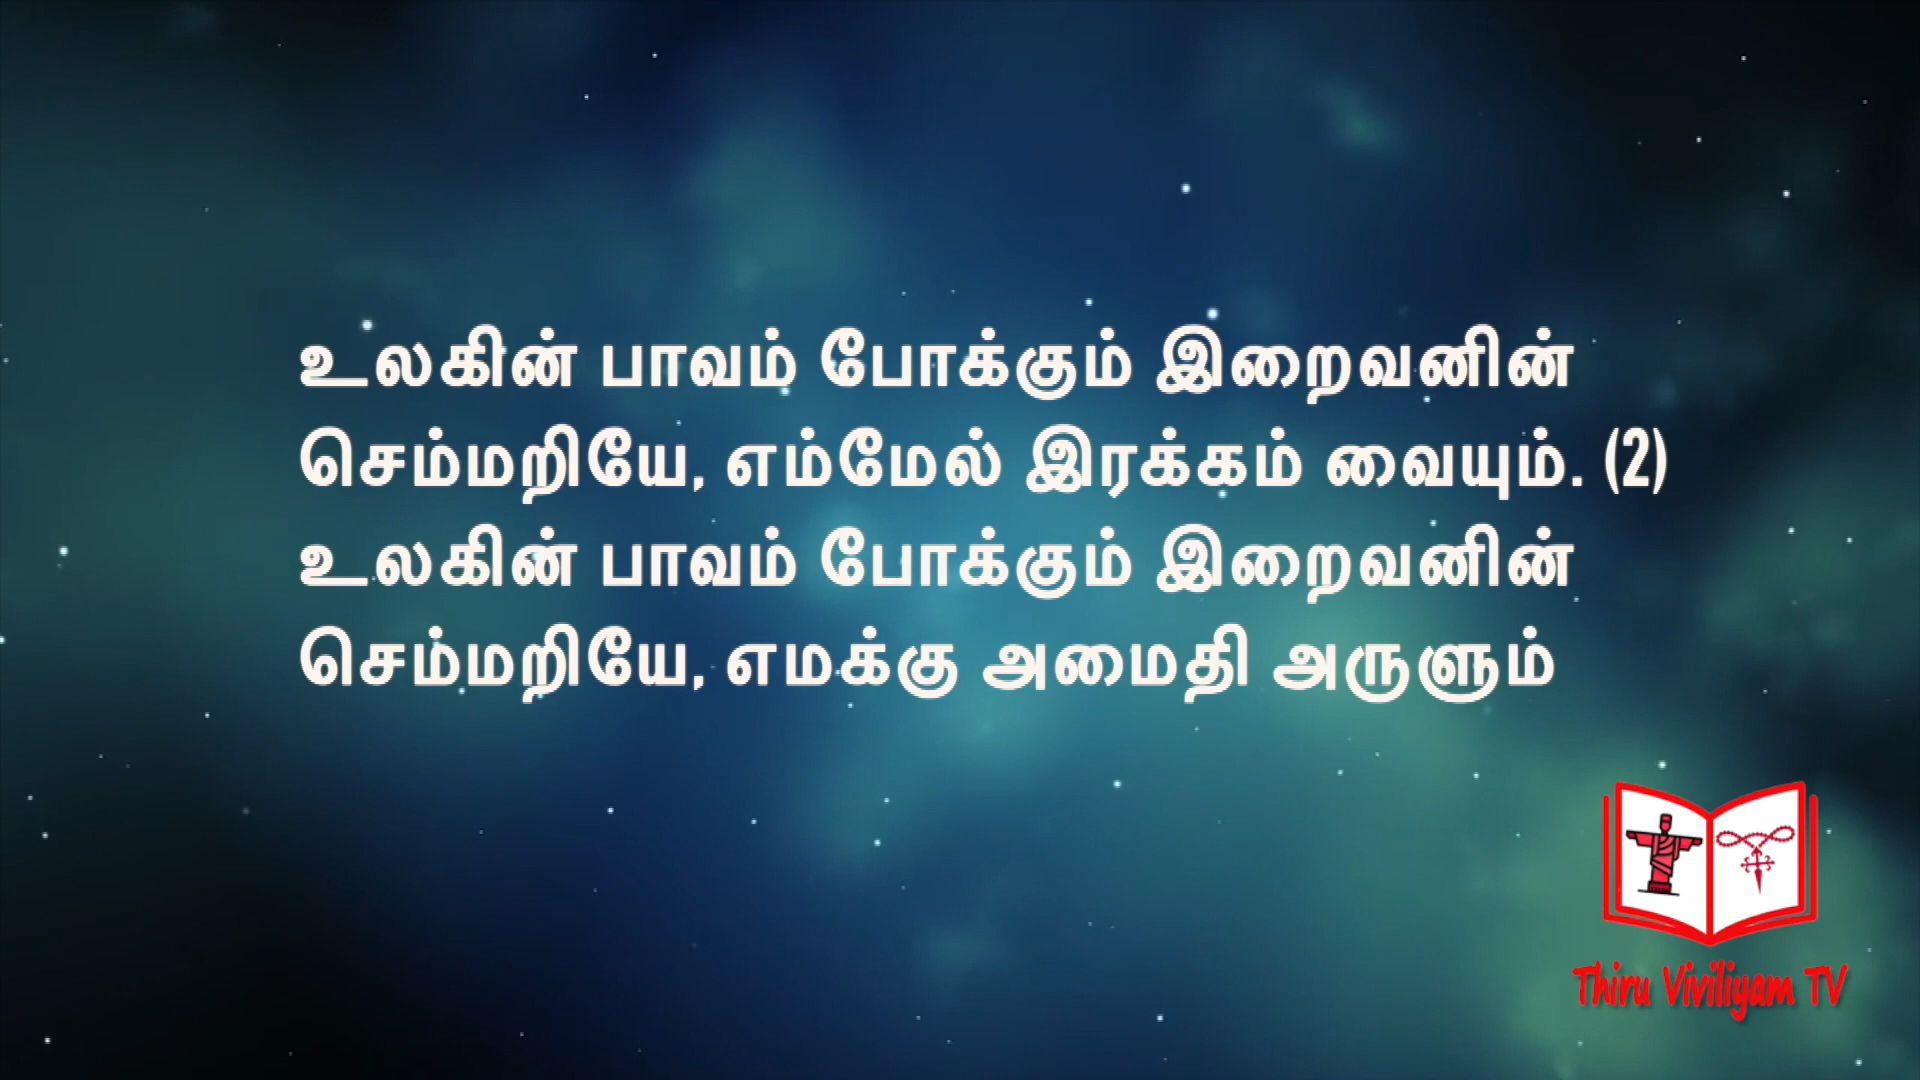 உலகின் பாவம் போக்கும் இறைவனின்
செம்மறியே, எம்மேல் இரக்கம் வையும். (2)
உலகின் பாவம் போக்கும் இறைவனின்
செம்மறியே, எமக்கு அமைதி அருளும்
Thiru Viviliyam TV